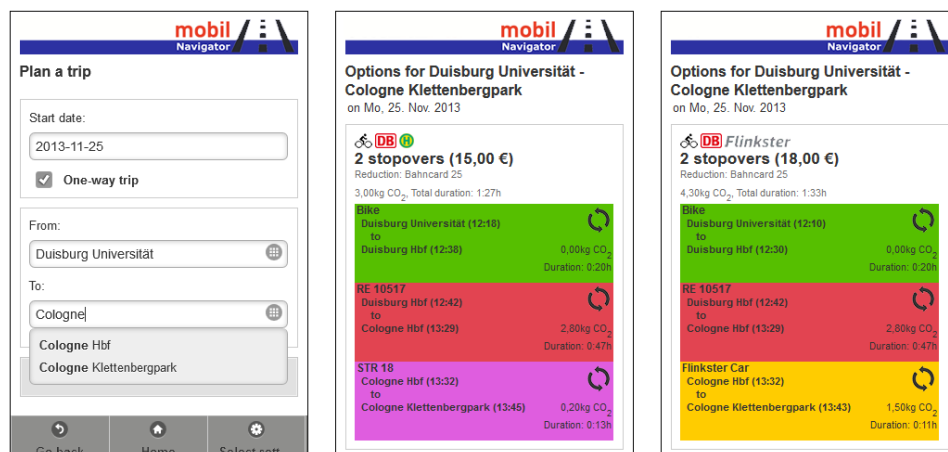 mobil
Navigator
Plan a trip
Start date:
2013-11-25
One-way trip
From:
Duisburg Universität
To:
Cologne
Cologne Hbf
Cologne Klettenbergpark
Go back
Home
Select sett
mobil
Navigator
Options for Duisburg Universität -
Cologne Klettenbergpark
on Mo, 25. Nov. 2013
DB H
2 stopovers (15,00 €)
Reduction: Bahncard 25
3,00kg CO2, Total duration: 1:27h
Bike
Duisburg Universität (12:18)
to
Duisburg Hbf (12:38)
0,00kg CO2
Duration: 0:20h
RE 10517
Duisburg Hbf (12:42)
to
Cologne Hbf (13:29)
2,80kg CO2
Duration: 0:47h
STR 18
Cologne Hbf (13:32)
to
Cologne Klettenbergpark (13:45)
0,20kg CO2
Duration: 0:13h
mobil
Navigator
Options for Duisburg Universität -
Cologne Klettenbergpark
on Mo, 25. Nov. 2013
DB Flinkster
2 stopovers (18,00 €)
Reduction: Bahncard 25
4,30kg CO2, Total duration: 1:33h
Bike
Duisburg Universität (12:10)
to
Duisburg Hbf (12:30)
0,00kg CO2
Duration: 0:20h
RE 10517
Duisburg Hbf (12:42)
to
Cologne Hbf (13:29)
2,80kg CO2
Duration: 0:47h
Flinkster Car
Cologne Hbf (13:32)
to
Cologne Klettenbergpark (13:43)
1,50kg CO2
Duration: 0:11h